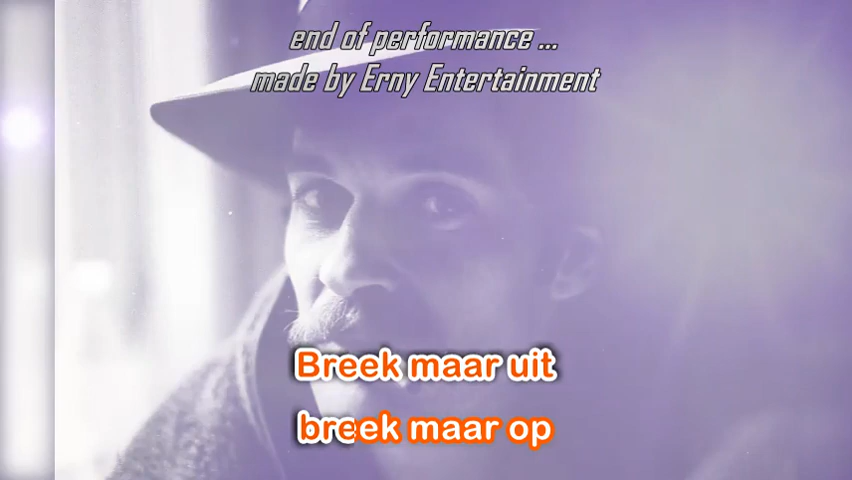 end of performance ...
made by Erny Entertainment
Breek maar uit
breek maar op